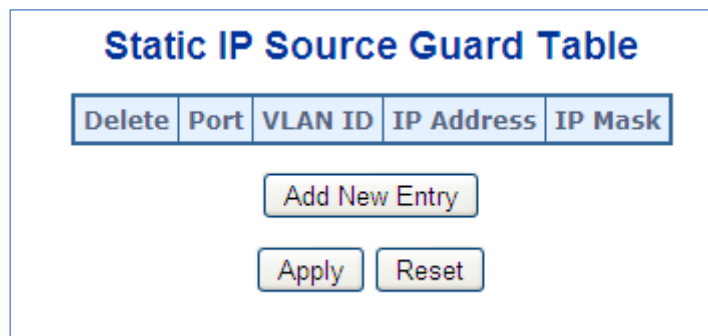 Static IP Source Guard Table
Delete Port VLAN ID IP Address IP Mask
Add New Entry
Apply Reset